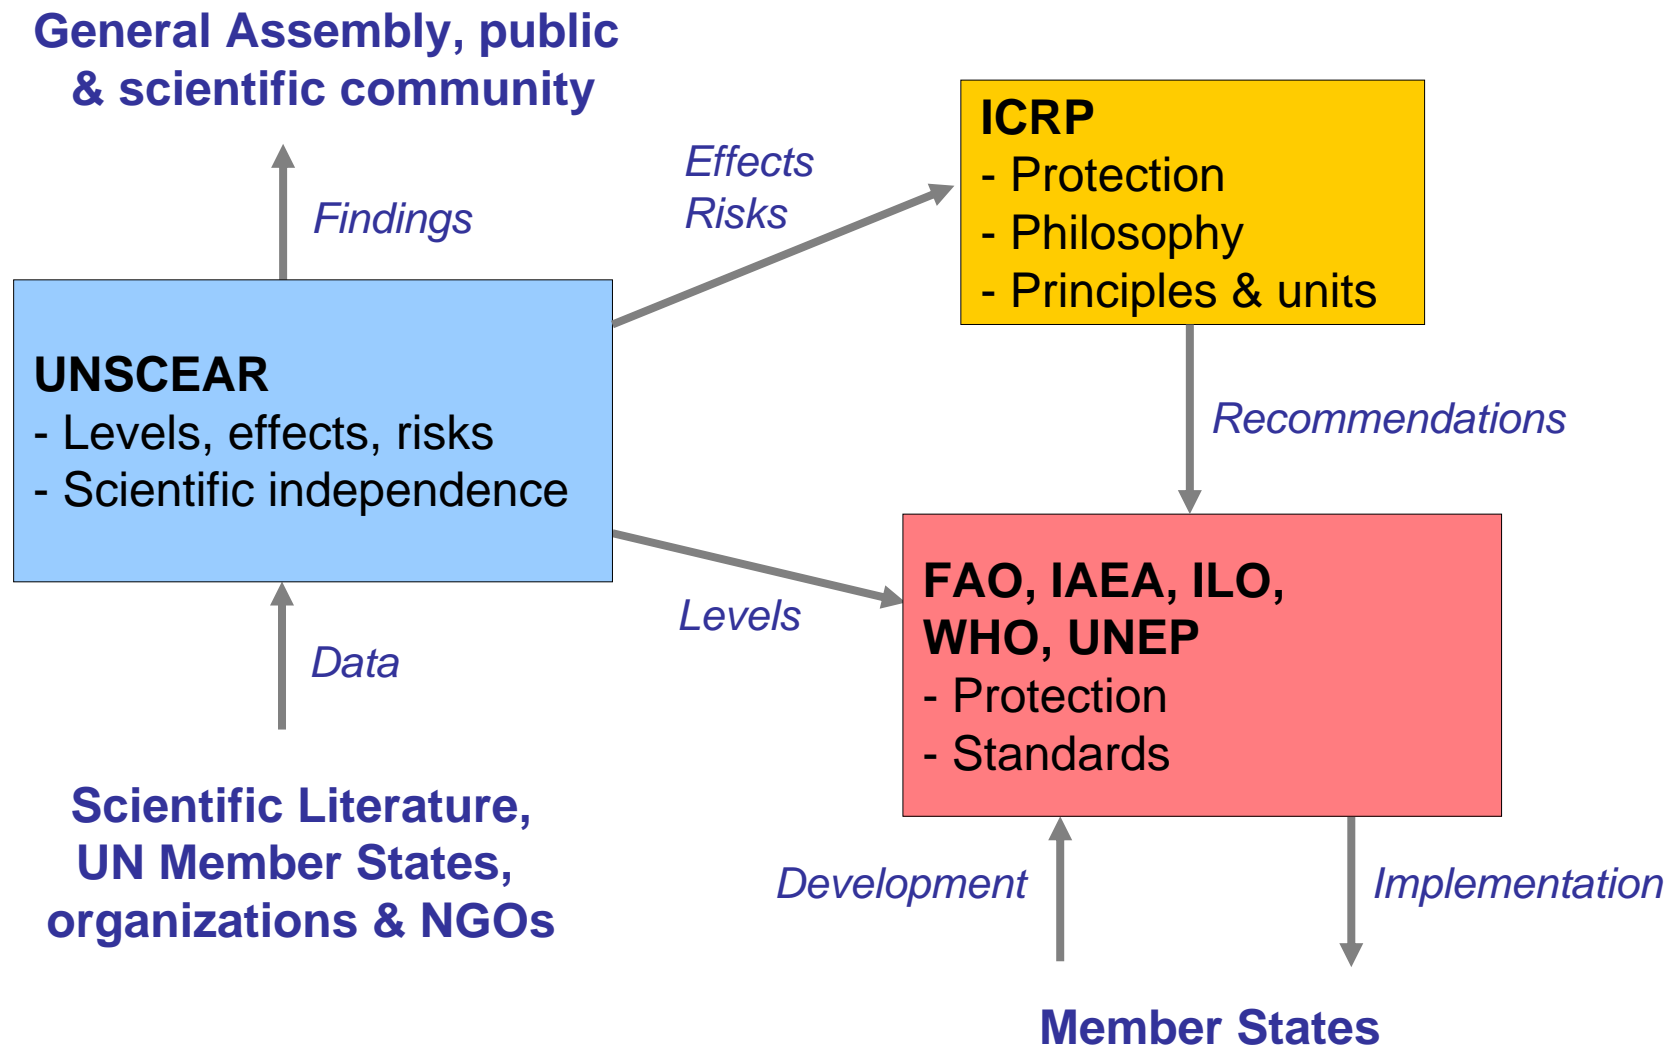 General Assembly, public
& scientific community
Findings
Effects
Risks
ICRP
- Protection
- Philosophy
- Principles & units
UNSCEAR
- Levels, effects, risks
- Scientific independence
Recommendations
Levels
FAO, IAEA, ILO,
WHO, UNEP
- Protection
- Standards
Data
Scientific Literature,
UN Member States,
organizations & NGOs
Development
Implementation
Member States